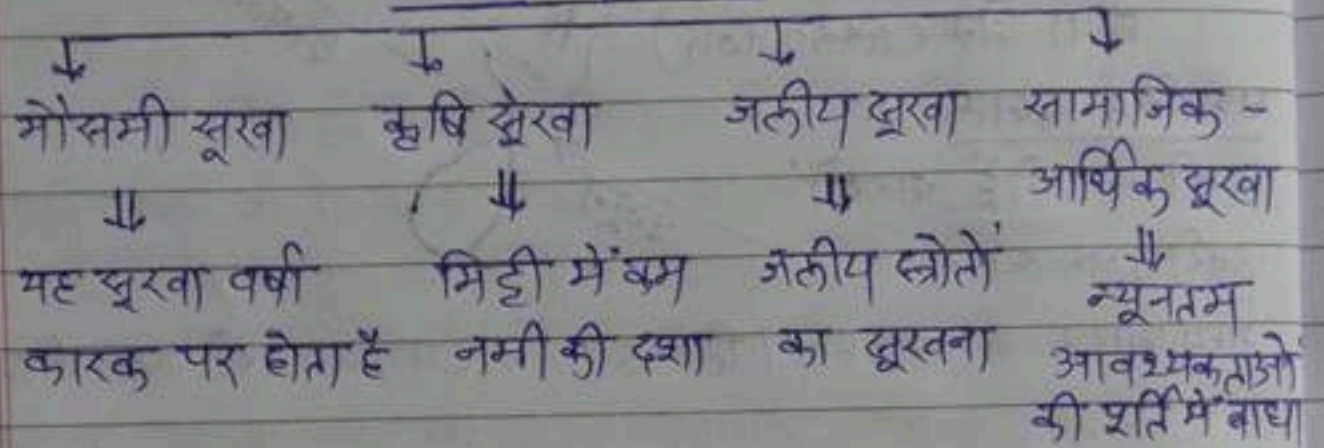 मौसमी सूखा कृषि सूखा जलीय सूखा सामाजिक -
आर्थिक सूखा
यह सूखा वर्षा मिट्टी में कम जलीय स्त्रोतों न्यूनतम
कारक पर होता है नमी की दशा का सूखना आवश्यकताओं
की पूर्ति में बाधा